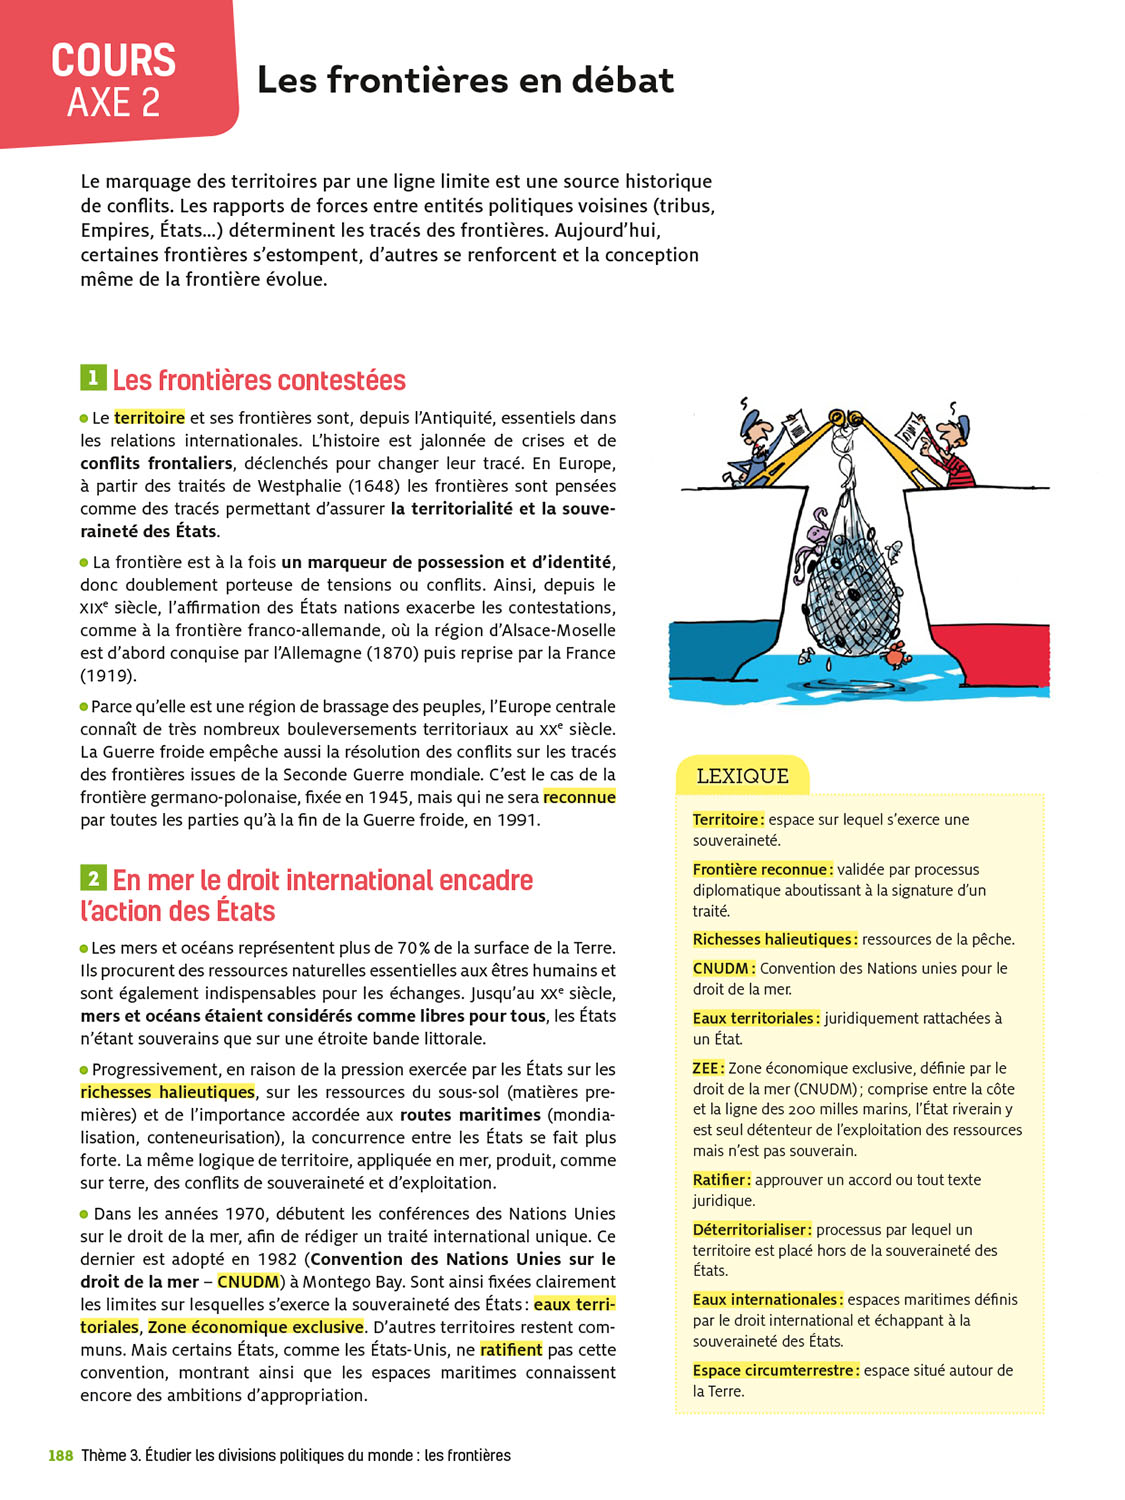 COURS
AXE 2
Les frontières en débat
Le marquage des territoires par une ligne limite est une source historique
de conflits. Les rapports de forces entre entités politiques voisines (tribus,
Empires, États...) déterminent les tracés des frontières. Aujourd'hui,
certaines frontières s'estompent, d'autres se renforcent et la conception
même de la frontière évolue.
1 Les frontières contestées
• Le territoire et ses frontières sont, depuis l'Antiquité, essentiels dans
les relations internationales. L'histoire est jalonnée de crises et de
conflits frontaliers, déclenchés pour changer leur tracé. En Europe,
à partir des traités de Westphalie (1648) les frontières sont pensées
comme des tracés permettant d'assurer la territorialité et la souve-
raineté des États.
• La frontière est à la fois un marqueur de possession et d'identité,
donc doublement porteuse de tensions ou conflits. Ainsi, depuis le
XIXe siècle, l'affirmation des États nations exacerbe les contestations,
comme à la frontière franco-allemande, où la région d'Alsace-Moselle
est d'abord conquise par l'Allemagne (1870) puis reprise par la France
(1919).
• Parce qu'elle est une région de brassage des peuples, l'Europe centrale
connaît de très nombreux bouleversements territoriaux au XXe siècle.
La Guerre froide empêche aussi la résolution des conflits sur les tracés
des frontières issues de la Seconde Guerre mondiale. C'est le cas de la
frontière germano-polonaise, fixée en 1945, mais qui ne sera reconnue
par toutes les parties qu'à la fin de la Guerre froide, en 1991.
2 En mer le droit international encadre
l'action des États
• Les mers et océans représentent plus de 70 % de la surface de la Terre.
Ils procurent des ressources naturelles essentielles aux êtres humains et
sont également indispensables pour les échanges. Jusqu'au XXe siècle,
mers et océans étaient considérés comme libres pour tous, les États
n'étant souverains que sur une étroite bande littorale.
• Progressivement, en raison de la pression exercée par les États sur les
richesses halieutiques, sur les ressources du sous-sol (matières pre-
mières) et de l'importance accordée aux routes maritimes (mondia-
lisation, conteneurisation), la concurrence entre les États se fait plus
forte. La même logique de territoire, appliquée en mer, produit, comme
sur terre, des conflits de souveraineté et d'exploitation.
• Dans les années 1970, débutent les conférences des Nations Unies
sur le droit de la mer, afin de rédiger un traité international unique. Ce
dernier est adopté en 1982 (Convention des Nations Unies sur le
droit de la mer – CNUDM) à Montego Bay. Sont ainsi fixées clairement
les limites sur lesquelles s'exerce la souveraineté des États : eaux terri-
toriales, Zone économique exclusive. D'autres territoires restent com-
muns. Mais certains États, comme les États-Unis, ne ratifient pas cette
convention, montrant ainsi que les espaces maritimes connaissent
encore des ambitions d'appropriation.
LEXIQUE
Territoire : espace sur lequel s'exerce une
souveraineté.
Frontière reconnue : validée par processus
diplomatique aboutissant à la signature d'un
traité.
Richesses halieutiques : ressources de la pêche.
CNUDM : Convention des Nations unies pour le
droit de la mer.
Eaux territoriales : juridiquement rattachées à
un État.
ZEE : Zone économique exclusive, définie par le
droit de la mer (CNUDM) ; comprise entre la côte
et la ligne des 200 milles marins, l'État riverain y
est seul détenteur de l'exploitation des ressources
mais n'est pas souverain.
Ratifier : approuver un accord ou tout texte
juridique.
Déterritorialiser : processus par lequel un
territoire est placé hors de la souveraineté des
États.
Eaux internationales : espaces maritimes définis
par le droit international et échappant à la
souveraineté des États.
Espace circumterrestre : espace situé autour de
la Terre.
188 Thème 3. Étudier les divisions politiques du monde : les frontières